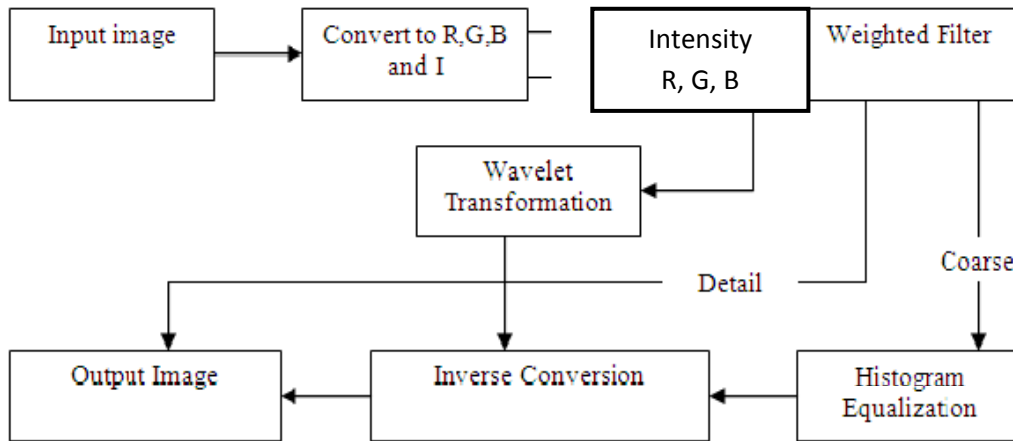 Input image
Convert to R,G,B
and I
Intensity
R, G, B
Weighted Filter
Wavelet
Transformation
Detail
Coarse
Output Image
Inverse Conversion
Histogram
Equalization